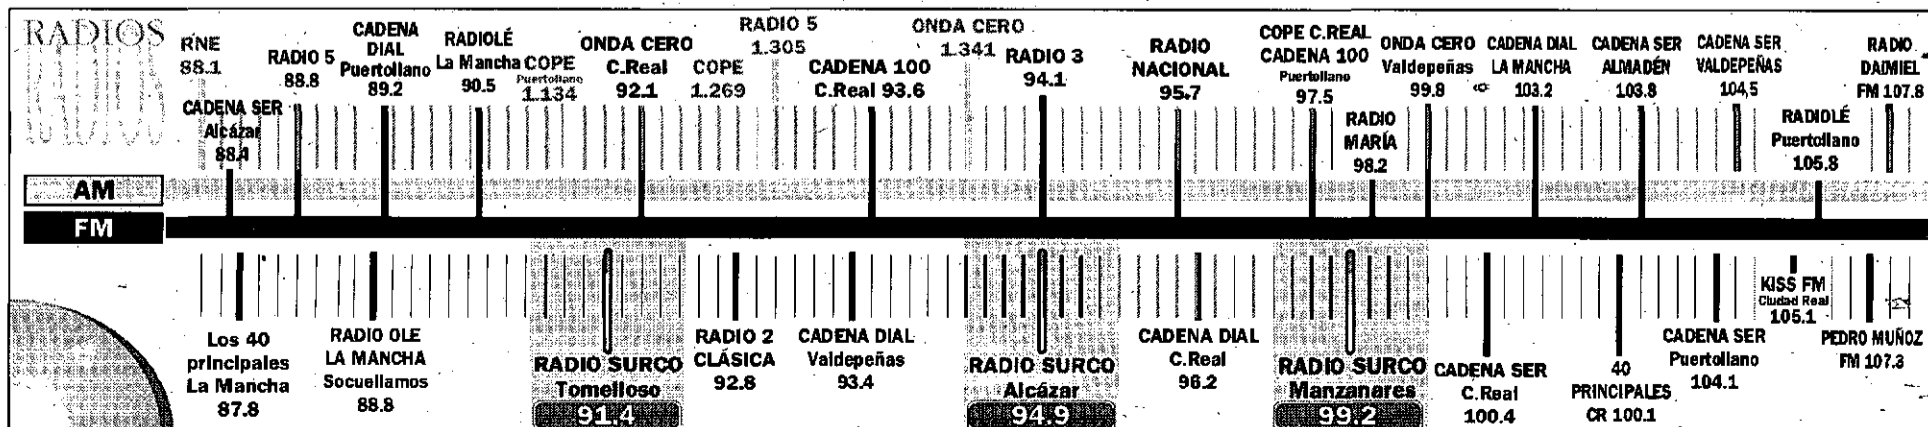 RADIOS
RNE
88.1
CADENA SER
Alcázar
88.1
RADIO 5
88.8
CADENA
DIAL
Puertollano
89.2
RADIOLÉ
La Mancha
90.5
COPE
Puertollano
1.134
ONDA CERO
C.Real
92.1
COPE
1.269
RADIO 5
1.305
CADENA 100
C.Real 93.6
ONDA CERO
1.341
RADIO 3
94.1
RADIO
NACIONAL
95.7
COPE C.REAL
CADENA 100
Puertollano
97.5
RADIO
MARÍA
98.2
ONDA CERO
Valdepeñas
99.8
CADENA DIAL
LA MANCHA
103.2
CADENA SER
ALMADÉN
103.8
CADENA SER
VALDEPEÑAS
104,5
RADIOLÉ
Puertollano
105.8
RADIO
DAIMIEL
FM 107.8
AM
FM
Los 40
principales
La Mancha
87.8
RADIO OLE
LA MANCHA
Socuellamos
88.8
RADIO SURCO
Tomelloso
91.4
RADIO 2
CLÁSICA
92.8
CADENA DIAL
Valdepeñas
93.4
RADIO SURCO
Alcázar
94.9
CADENA DIAL
C.Real
96.2
RADIO SURCO
Manzanares
99.2
CADENA SER
C.Real
100.4
40
PRINCIPALES
CR 100.1
CADENA SER
Puertollano
104.1
KISS FM
Ciudad Real
105.1
PEDRO MUÑOZ
FM 107.3